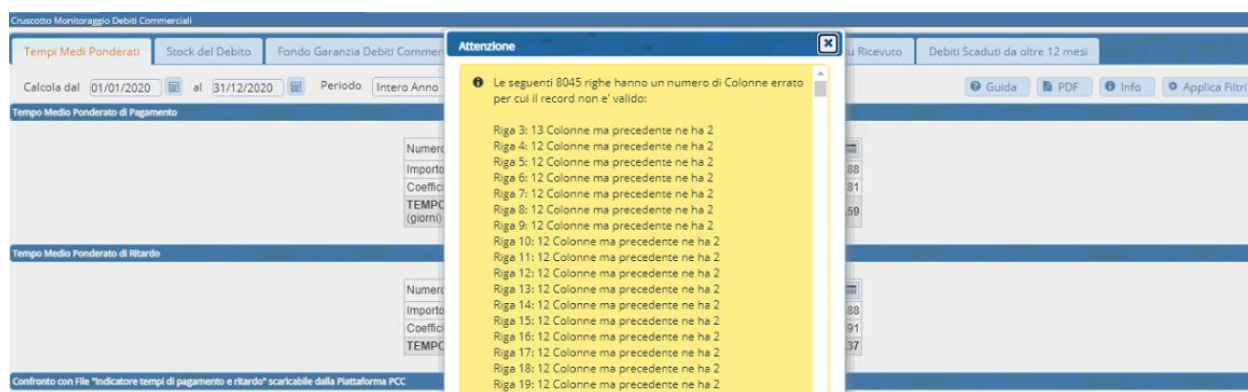 Cruscotto Monitoraggio Debiti Commerciali
Tempi Medi Ponderati Stock del Debito Fondo Garanzia Debiti Commer u Ricevuto Debiti Scaduti da oltre 12 mesi
Calcola dal 01/01/2020 al 31/12/2020 Periodo Intero Anno Guida PDF Info Applica Filtri
Tempo Medio Ponderato di Pagamento
Numero
Importo 88
Coeffici 81
TEMPO
(giorni) 59
Tempo Medio Ponderato di Ritardo
Numero
Importo 88
Coeffici 91
TEMPO 37
Confronto con File "Indicatore tempi di pagamento e ritardo" scaricabile dalla Piattaforma PCC
Attenzione
Le seguenti 8045 righe hanno un numero di Colonne errato
per cui il record non e' valido:
Riga 3: 13 Colonne ma precedente ne ha 2
Riga 4: 12 Colonne ma precedente ne ha 2
Riga 5: 12 Colonne ma precedente ne ha 2
Riga 6: 12 Colonne ma precedente ne ha 2
Riga 7: 12 Colonne ma precedente ne ha 2
Riga 8: 12 Colonne ma precedente ne ha 2
Riga 9: 12 Colonne ma precedente ne ha 2
Riga 10: 12 Colonne ma precedente ne ha 2
Riga 11: 12 Colonne ma precedente ne ha 2
Riga 12: 12 Colonne ma precedente ne ha 2
Riga 13: 12 Colonne ma precedente ne ha 2
Riga 14: 12 Colonne ma precedente ne ha 2
Riga 15: 12 Colonne ma precedente ne ha 2
Riga 16: 12 Colonne ma precedente ne ha 2
Riga 17: 12 Colonne ma precedente ne ha 2
Riga 18: 12 Colonne ma precedente ne ha 2
Riga 19: 12 Colonne ma precedente ne ha 2